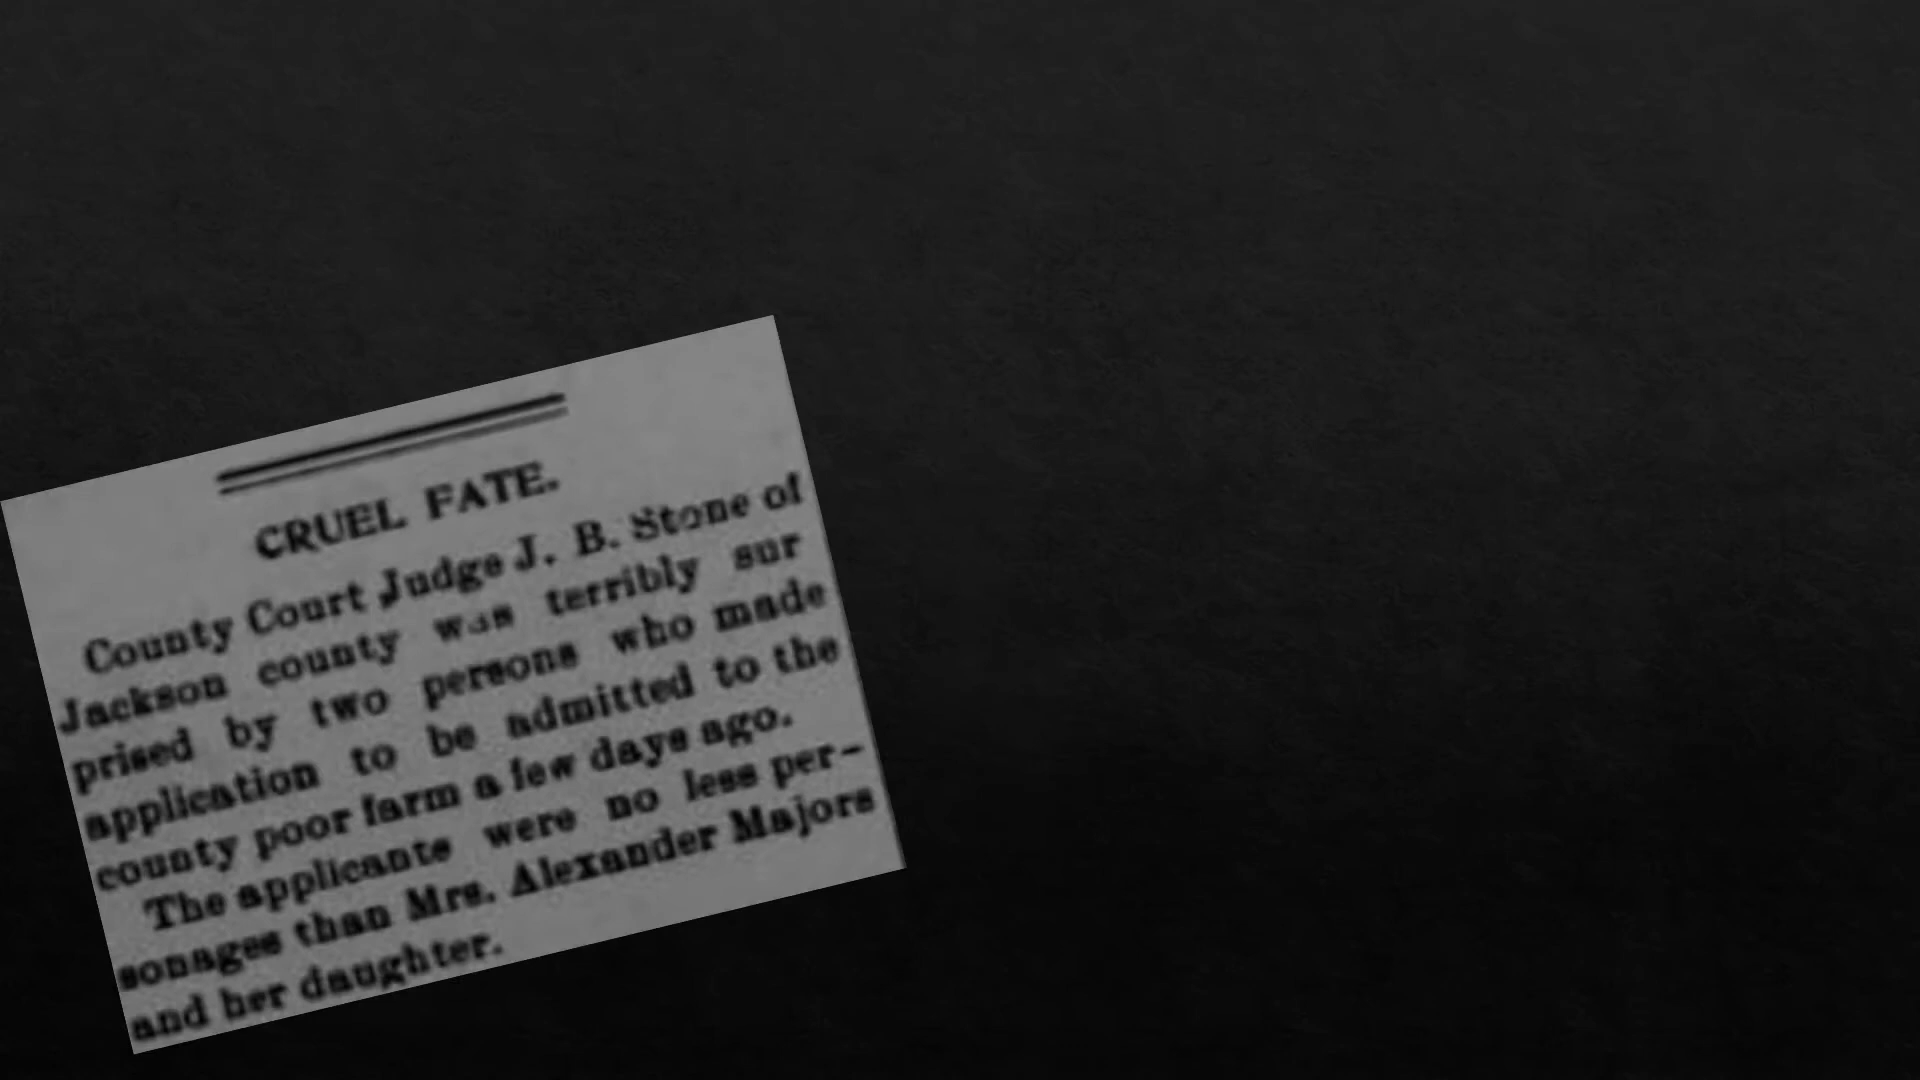 CRUEL FATE.
County Court Judge J. B. Stone of
Jackson county was terribly sur
prised by two persons who made
application to be admitted to the
county poor farm a few days ago.
The applicants were no less per-
sonages than Mrs. Alexander Majors
and her daughter.